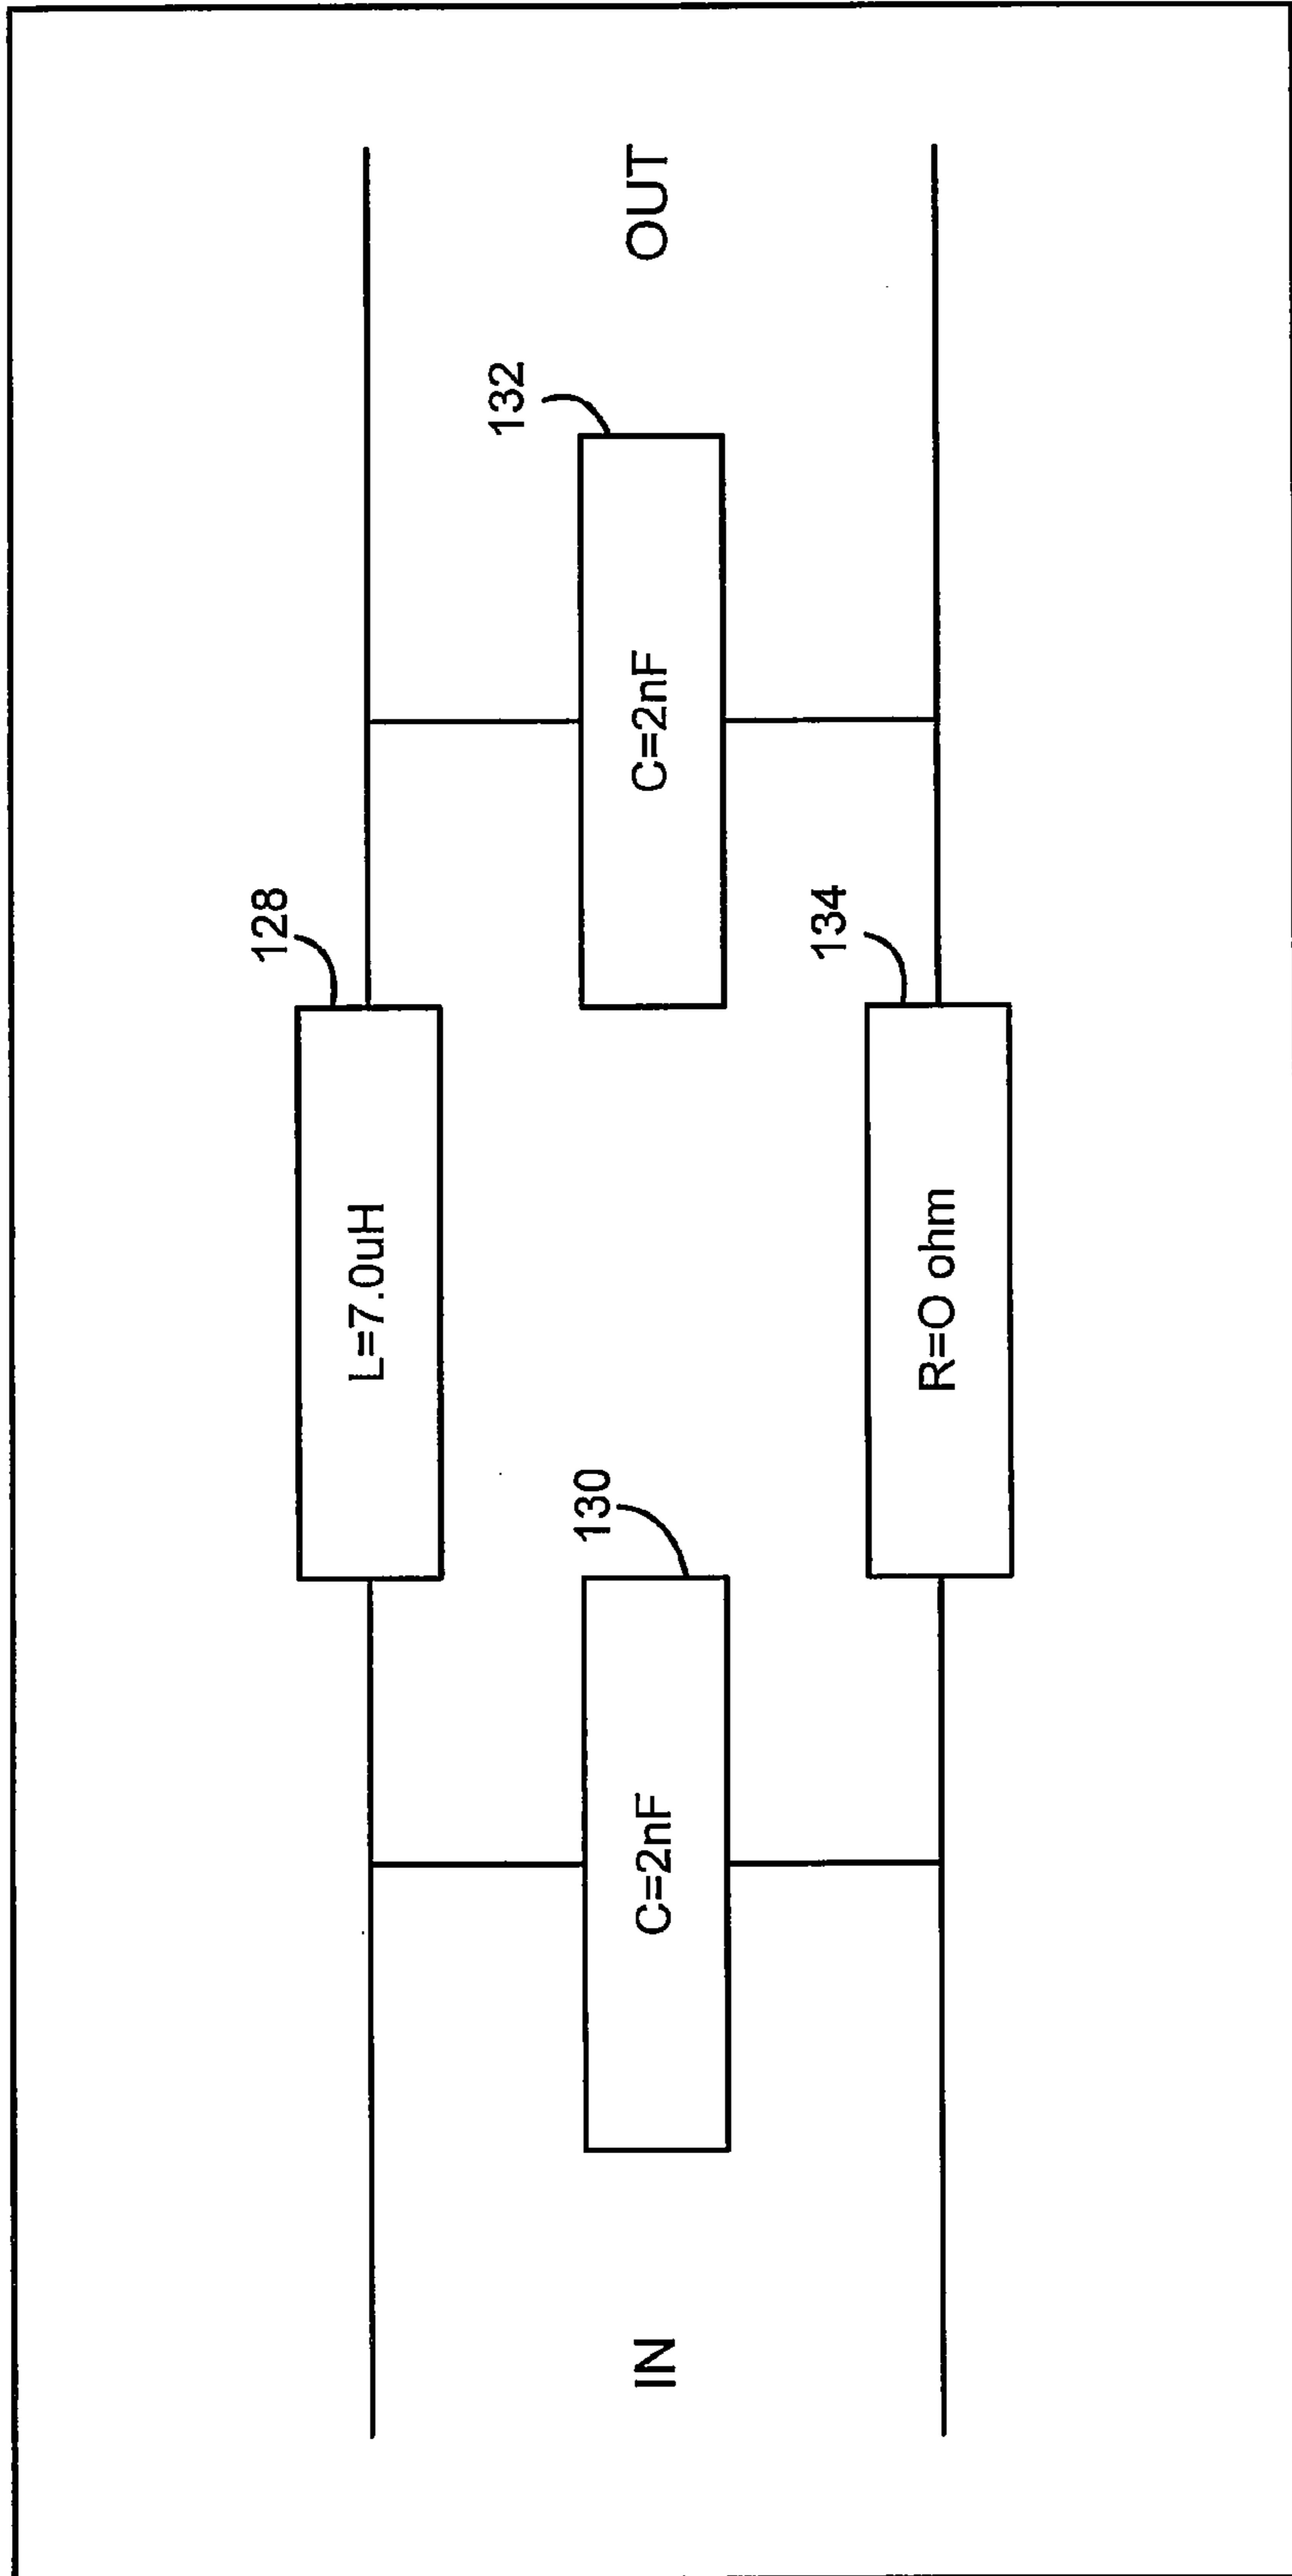 128
L=7.0uH
132
130
IN
C=2nF
C=2nF
OUT
134
R=O ohm